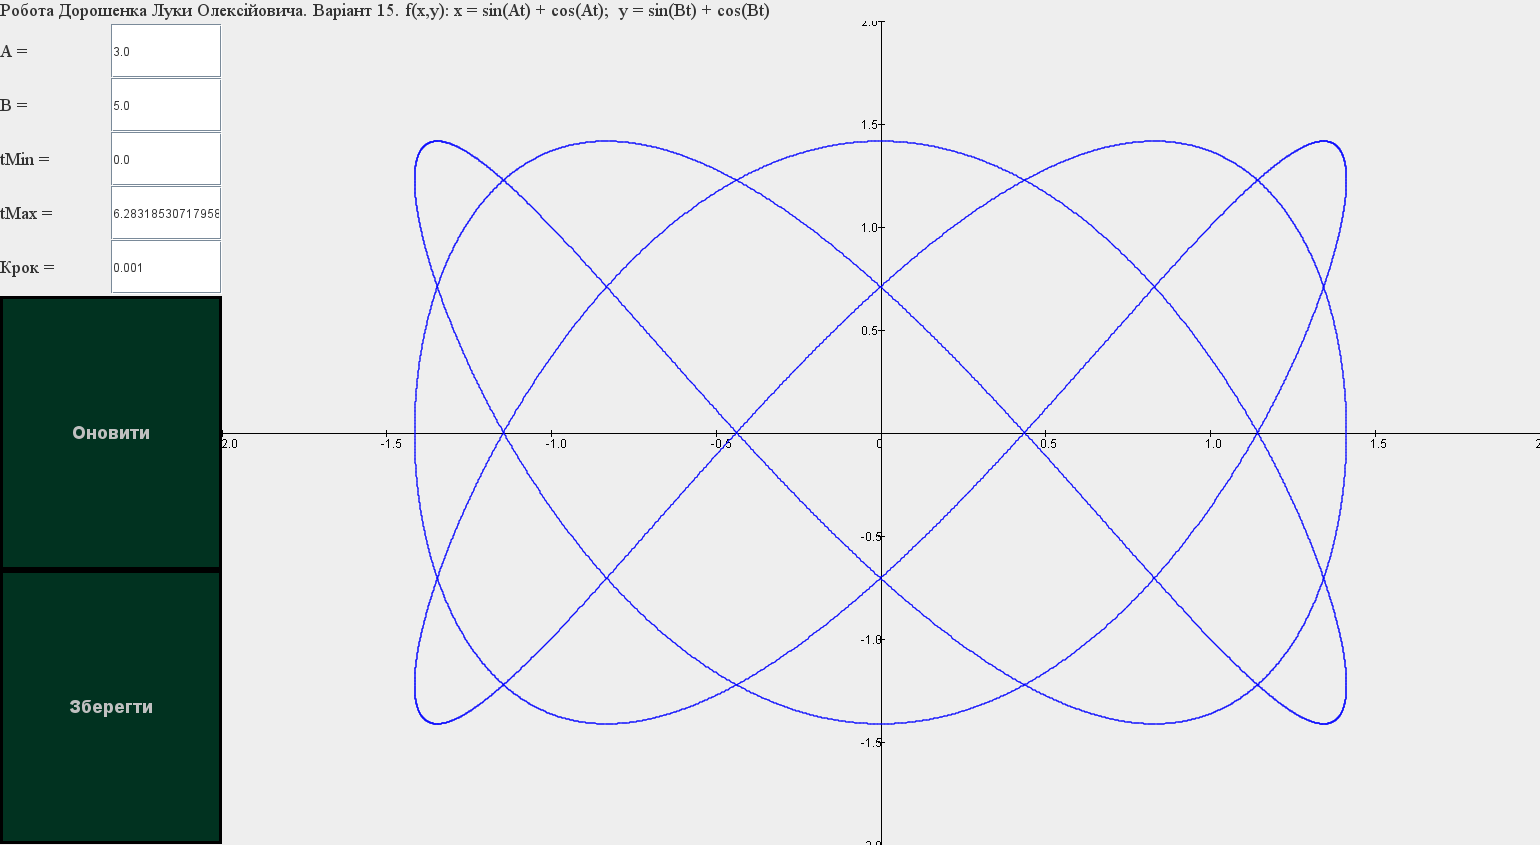 Робота Дорошенка Луки Олексійовича. Варіант 15. f(x,y): x = sin(At) + cos(At);  y = sin(Bt) + cos(Bt)
A =
3.0
B =
5.0
tMin =
0.0
tMax =
6.28318530717958
Крок =
0.001
Оновити
Зберегти
2.0
1.5
1.0
0.5
2.0
-1.5
-1.0
-0.5
0
0.5
1.0
1.5
2
-0.5
-1.0
-1.5
-2.0